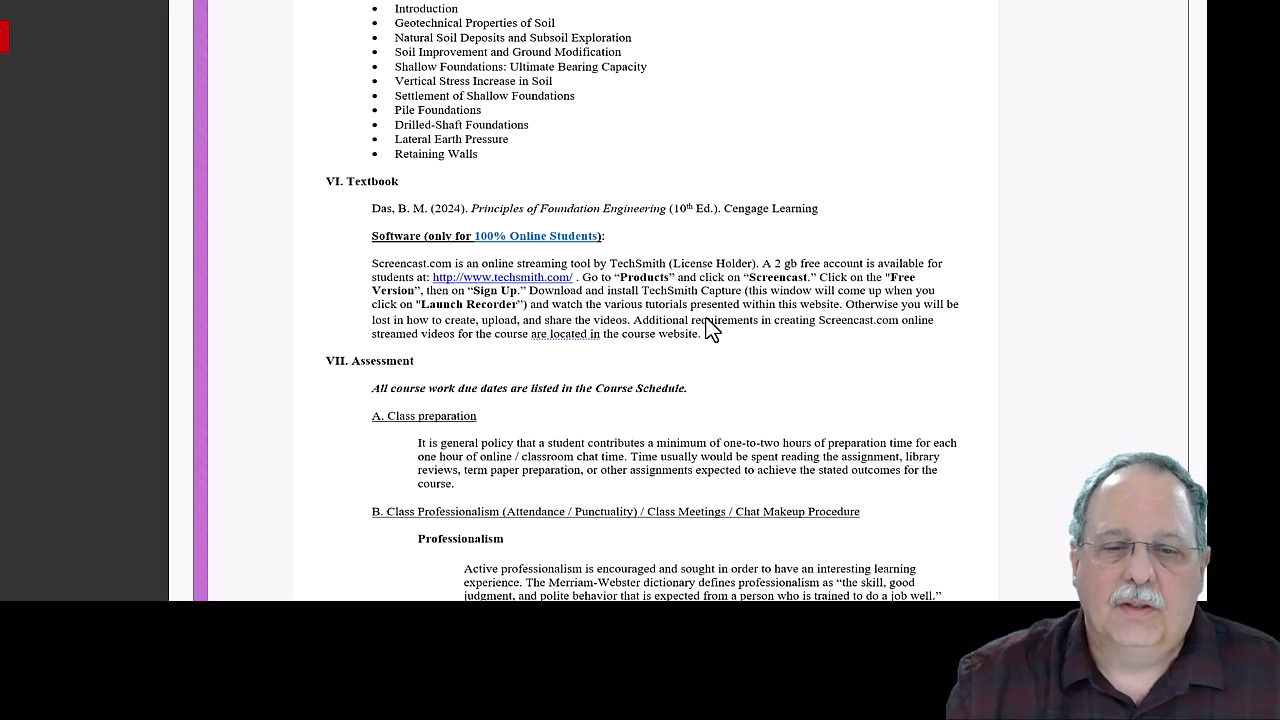 • Introduction
• Geotechnical Properties of Soil
• Natural Soil Deposits and Subsoil Exploration
• Soil Improvement and Ground Modification
• Shallow Foundations: Ultimate Bearing Capacity
• Vertical Stress Increase in Soil
• Settlement of Shallow Foundations
• Pile Foundations
• Drilled-Shaft Foundations
• Lateral Earth Pressure
• Retaining Walls
VI. Textbook
Das, B. M. (2024). Principles of Foundation Engineering (10th Ed.). Cengage Learning
Software (only for 100% Online Students):
Screencast.com is an online streaming tool by TechSmith (License Holder). A 2 gb free account is available for
students at: http://www.techsmith.com/ . Go to “Products” and click on “Screencast.” Click on the "Free
Version”, then on “Sign Up.” Download and install TechSmith Capture (this window will come up when you
click on "Launch Recorder”) and watch the various tutorials presented within this website. Otherwise you will be
lost in how to create, upload, and share the videos. Additional requirements in creating Screencast.com online
streamed videos for the course are located in the course website.
VII. Assessment
All course work due dates are listed in the Course Schedule.
A. Class preparation
It is general policy that a student contributes a minimum of one-to-two hours of preparation time for each
one hour of online / classroom chat time. Time usually would be spent reading the assignment, library
reviews, term paper preparation, or other assignments expected to achieve the stated outcomes for the
course.
B. Class Professionalism (Attendance / Punctuality) / Class Meetings / Chat Makeup Procedure
Professionalism
Active professionalism is encouraged and sought in order to have an interesting learning
experience. The Merriam-Webster dictionary defines professionalism as “the skill, good
judgment, and polite behavior that is expected from a person who is trained to do a job well.”